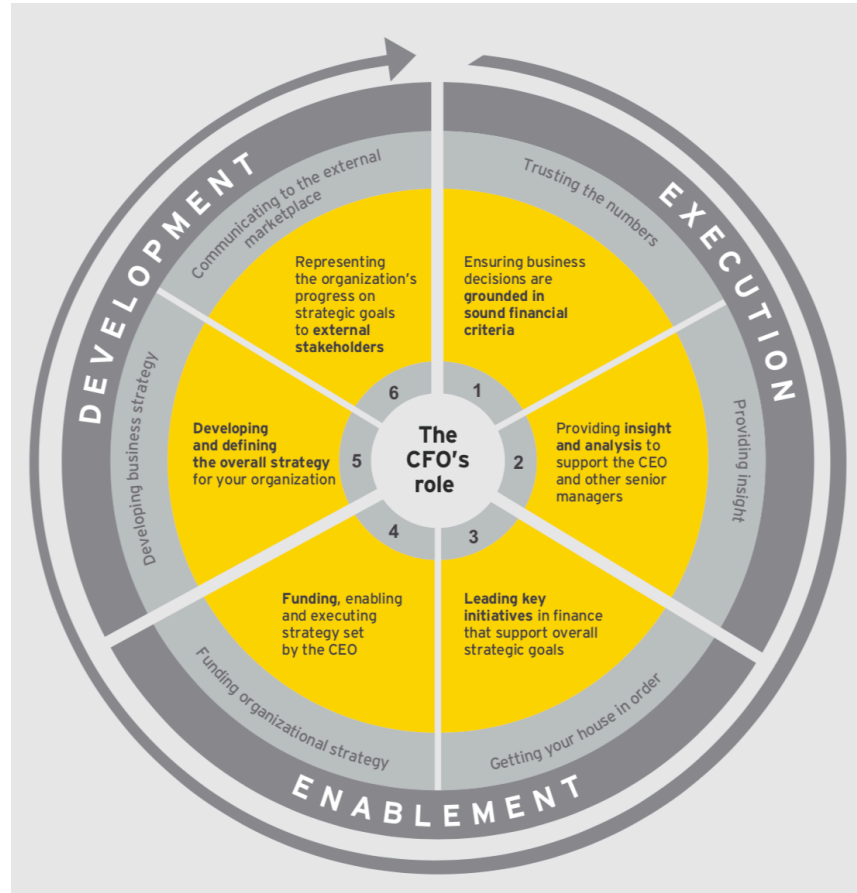 The
CFO's
role
EXECUTION
Trusting the numbers
1
Ensuring business
decisions are
grounded in
sound financial
criteria
Providing insight
2
Providing insight
and analysis to
support the CEO
and other senior
managers
ENABLEMENT
Getting your house in order
3
Leading key
initiatives in finance
that support overall
strategic goals
Funding organizational strategy
4
Funding, enabling
and executing
strategy set
by the CEO
DEVELOPMENT
Developing business strategy
5
Developing
and defining
the overall strategy
for your organization
Communicating to the external
marketplace
6
Representing
the organization's
progress on
strategic goals
to external
stakeholders